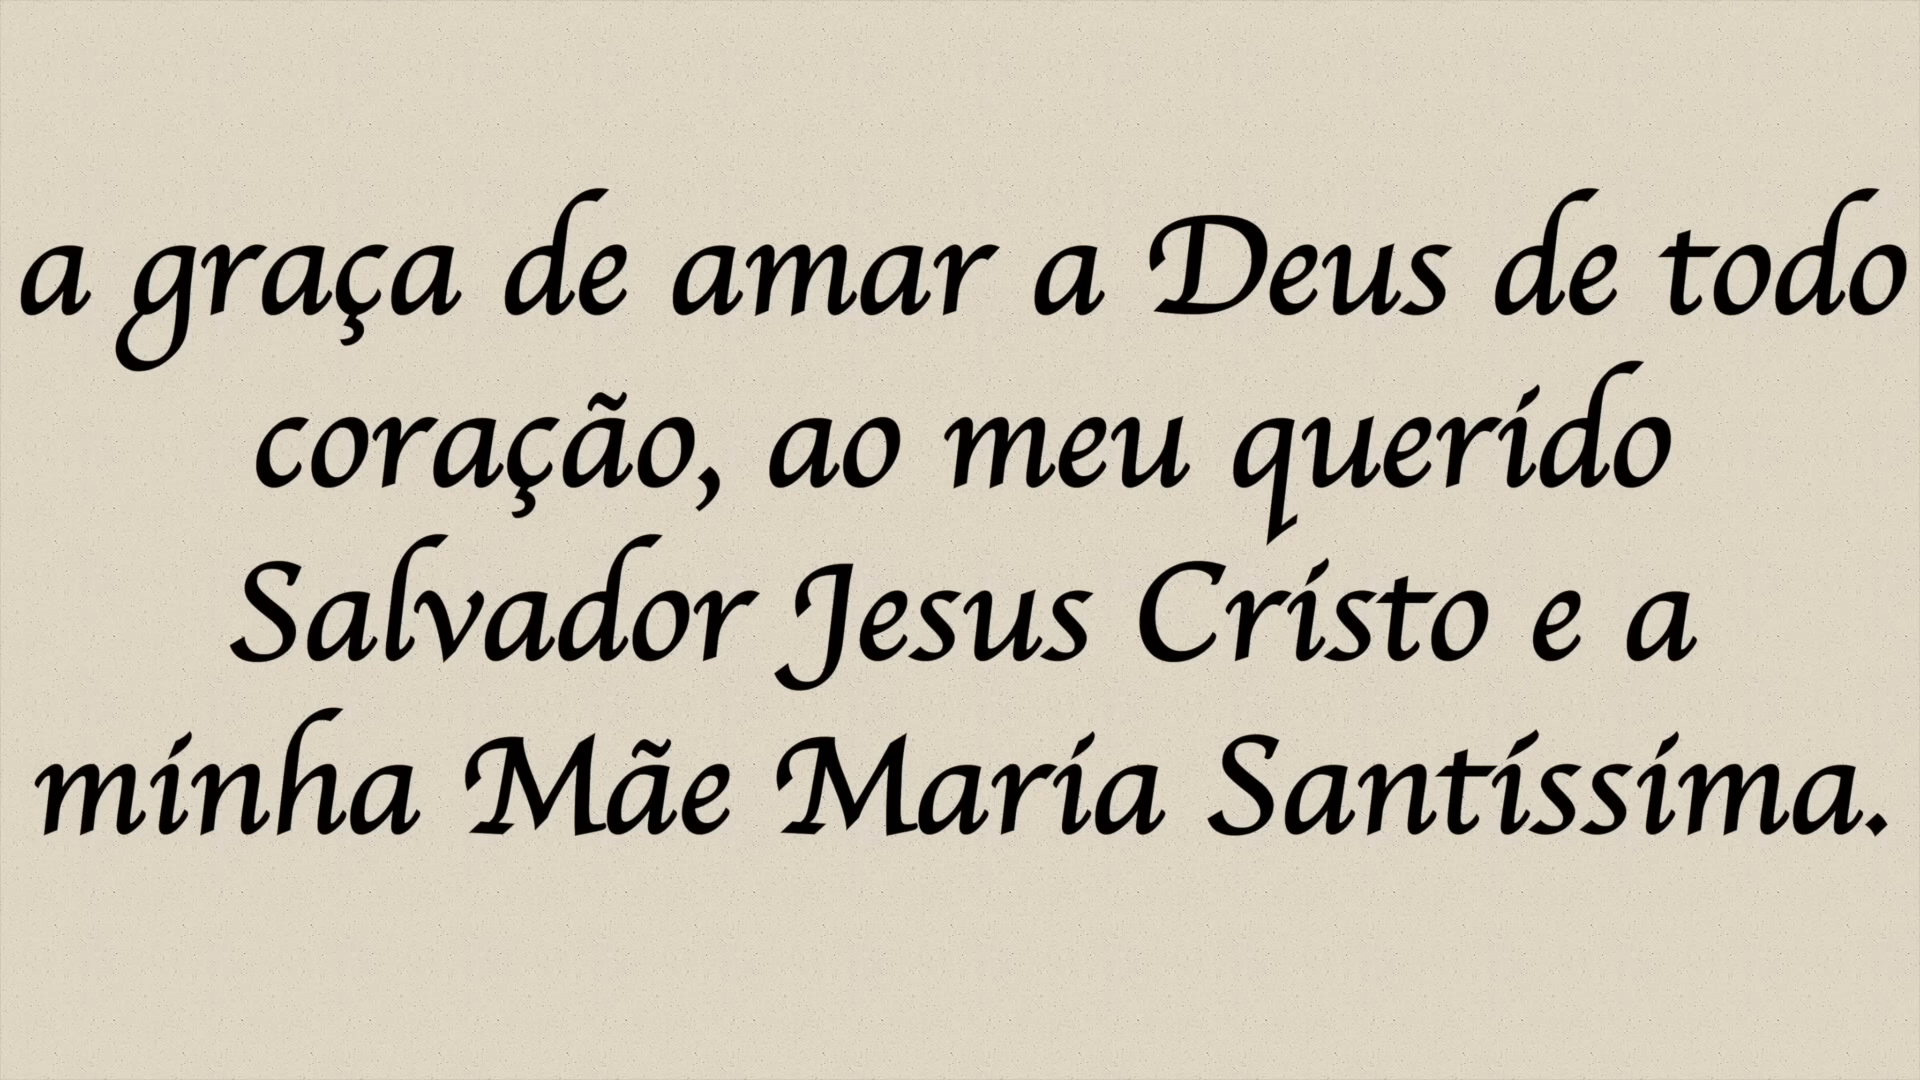 a graça de amar a Deus de todo
coração, ao meu querido
Salvador Jesus Cristo e a
minha Mãe Maria Santíssima.